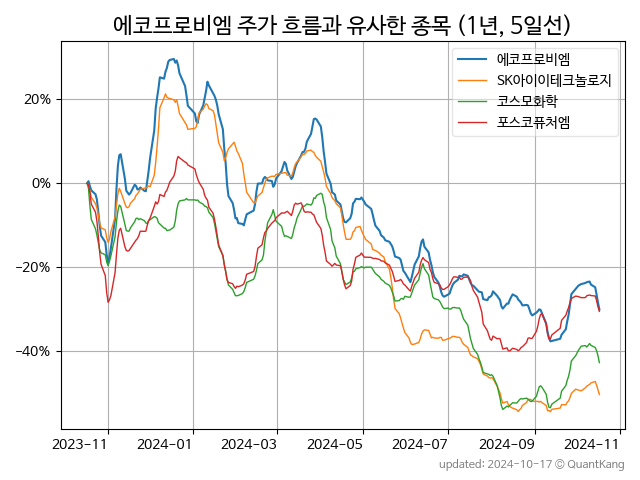 에코프로비엠 주가 흐름과 유사한 종목 (1년, 5일선)
에코프로비엠
SK아이이테크놀로지
코스모화학
포스코퓨처엠
20%
0%
−20%
−40%
2023−11
2024−01
2024−03
2024−05
2024−07
2024−09
2024−11
updated: 2024-10-17 © QuantKang